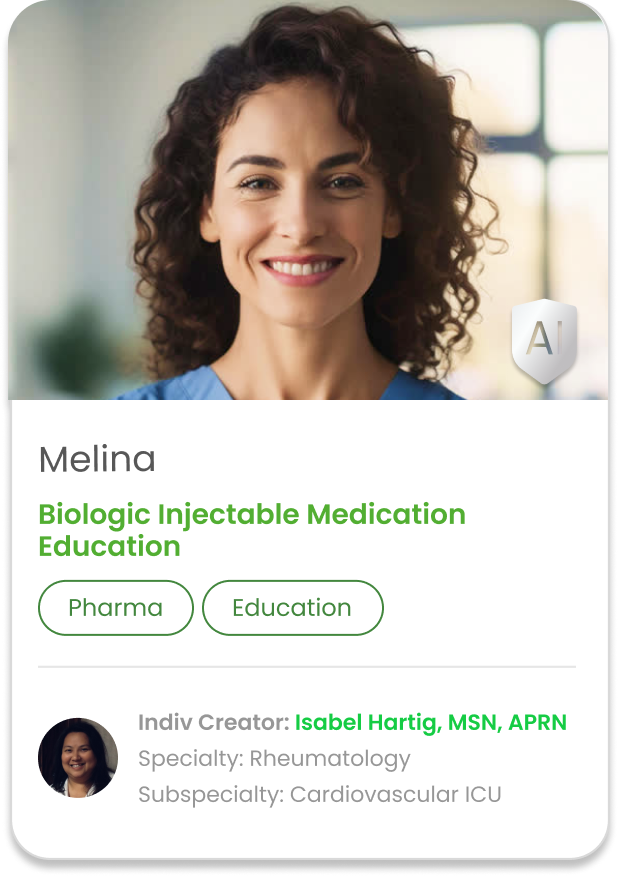 AI
Melina
Biologic Injectable Medication
Education
Pharma Education
Indiv Creator: Isabel Hartig, MSN, APRN
Specialty: Rheumatology
Subspecialty: Cardiovascular ICU